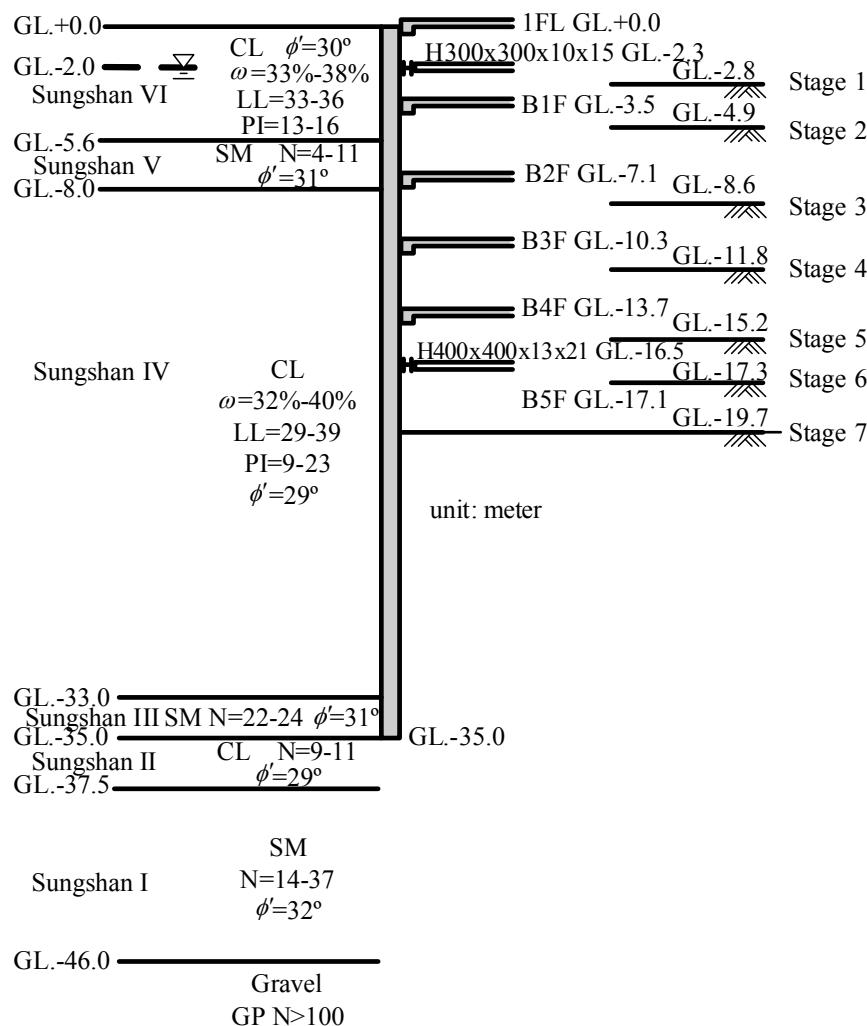 GL.+0.0
GL.-2.0
Sungshan VI
CL ϕ'=30º
ω=33%-38%
LL=33-36
PI=13-16
GL.-5.6
Sungshan V
SM N=4-11
ϕ'=31º
GL.-8.0
Sungshan IV
CL
ω=32%-40%
LL=29-39
PI=9-23
ϕ'=29º
GL.-33.0
Sungshan III SM N=22-24 ϕ'=31º
GL.-35.0
Sungshan II
CL N=9-11
ϕ'=29º
GL.-37.5
SM
Sungshan I
N=14-37
ϕ'=32º
GL.-46.0
Gravel
GP N>100
1FL GL.+0.0
H300x300x10x15 GL.-2.3
GL.-2.8 Stage 1
B1F GL.-3.5
GL.-4.9 Stage 2
B2F GL.-7.1
GL.-8.6 Stage 3
B3F GL.-10.3
GL.-11.8 Stage 4
B4F GL.-13.7
GL.-15.2 Stage 5
H400x400x13x21 GL.-16.5
GL.-17.3 Stage 6
B5F GL.-17.1
GL.-19.7 Stage 7
unit: meter
GL.-35.0